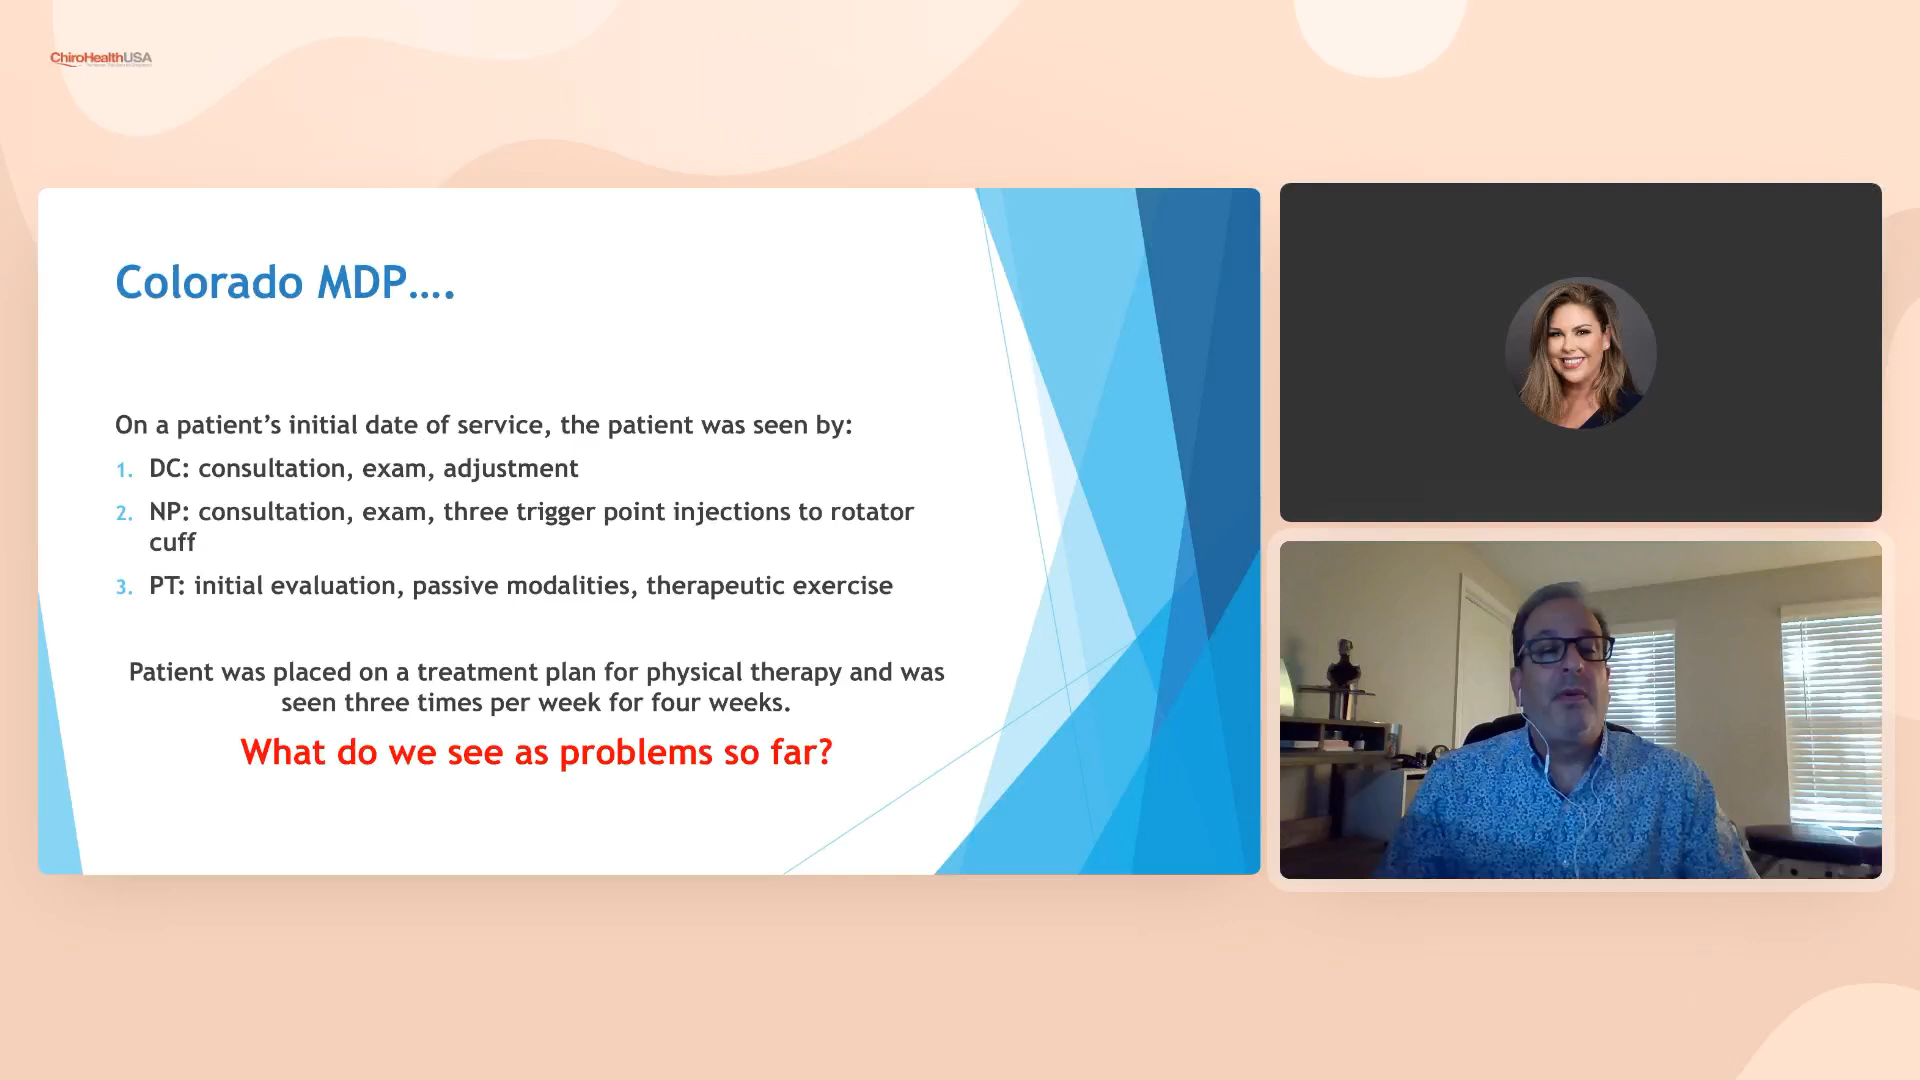 ChiroHealthUSA
Colorado MDP....
On a patient’s initial date of service, the patient was seen by:
1. DC: consultation, exam, adjustment
2. NP: consultation, exam, three trigger point injections to rotator
cuff
3. PT: initial evaluation, passive modalities, therapeutic exercise
Patient was placed on a treatment plan for physical therapy and was
seen three times per week for four weeks.
What do we see as problems so far?